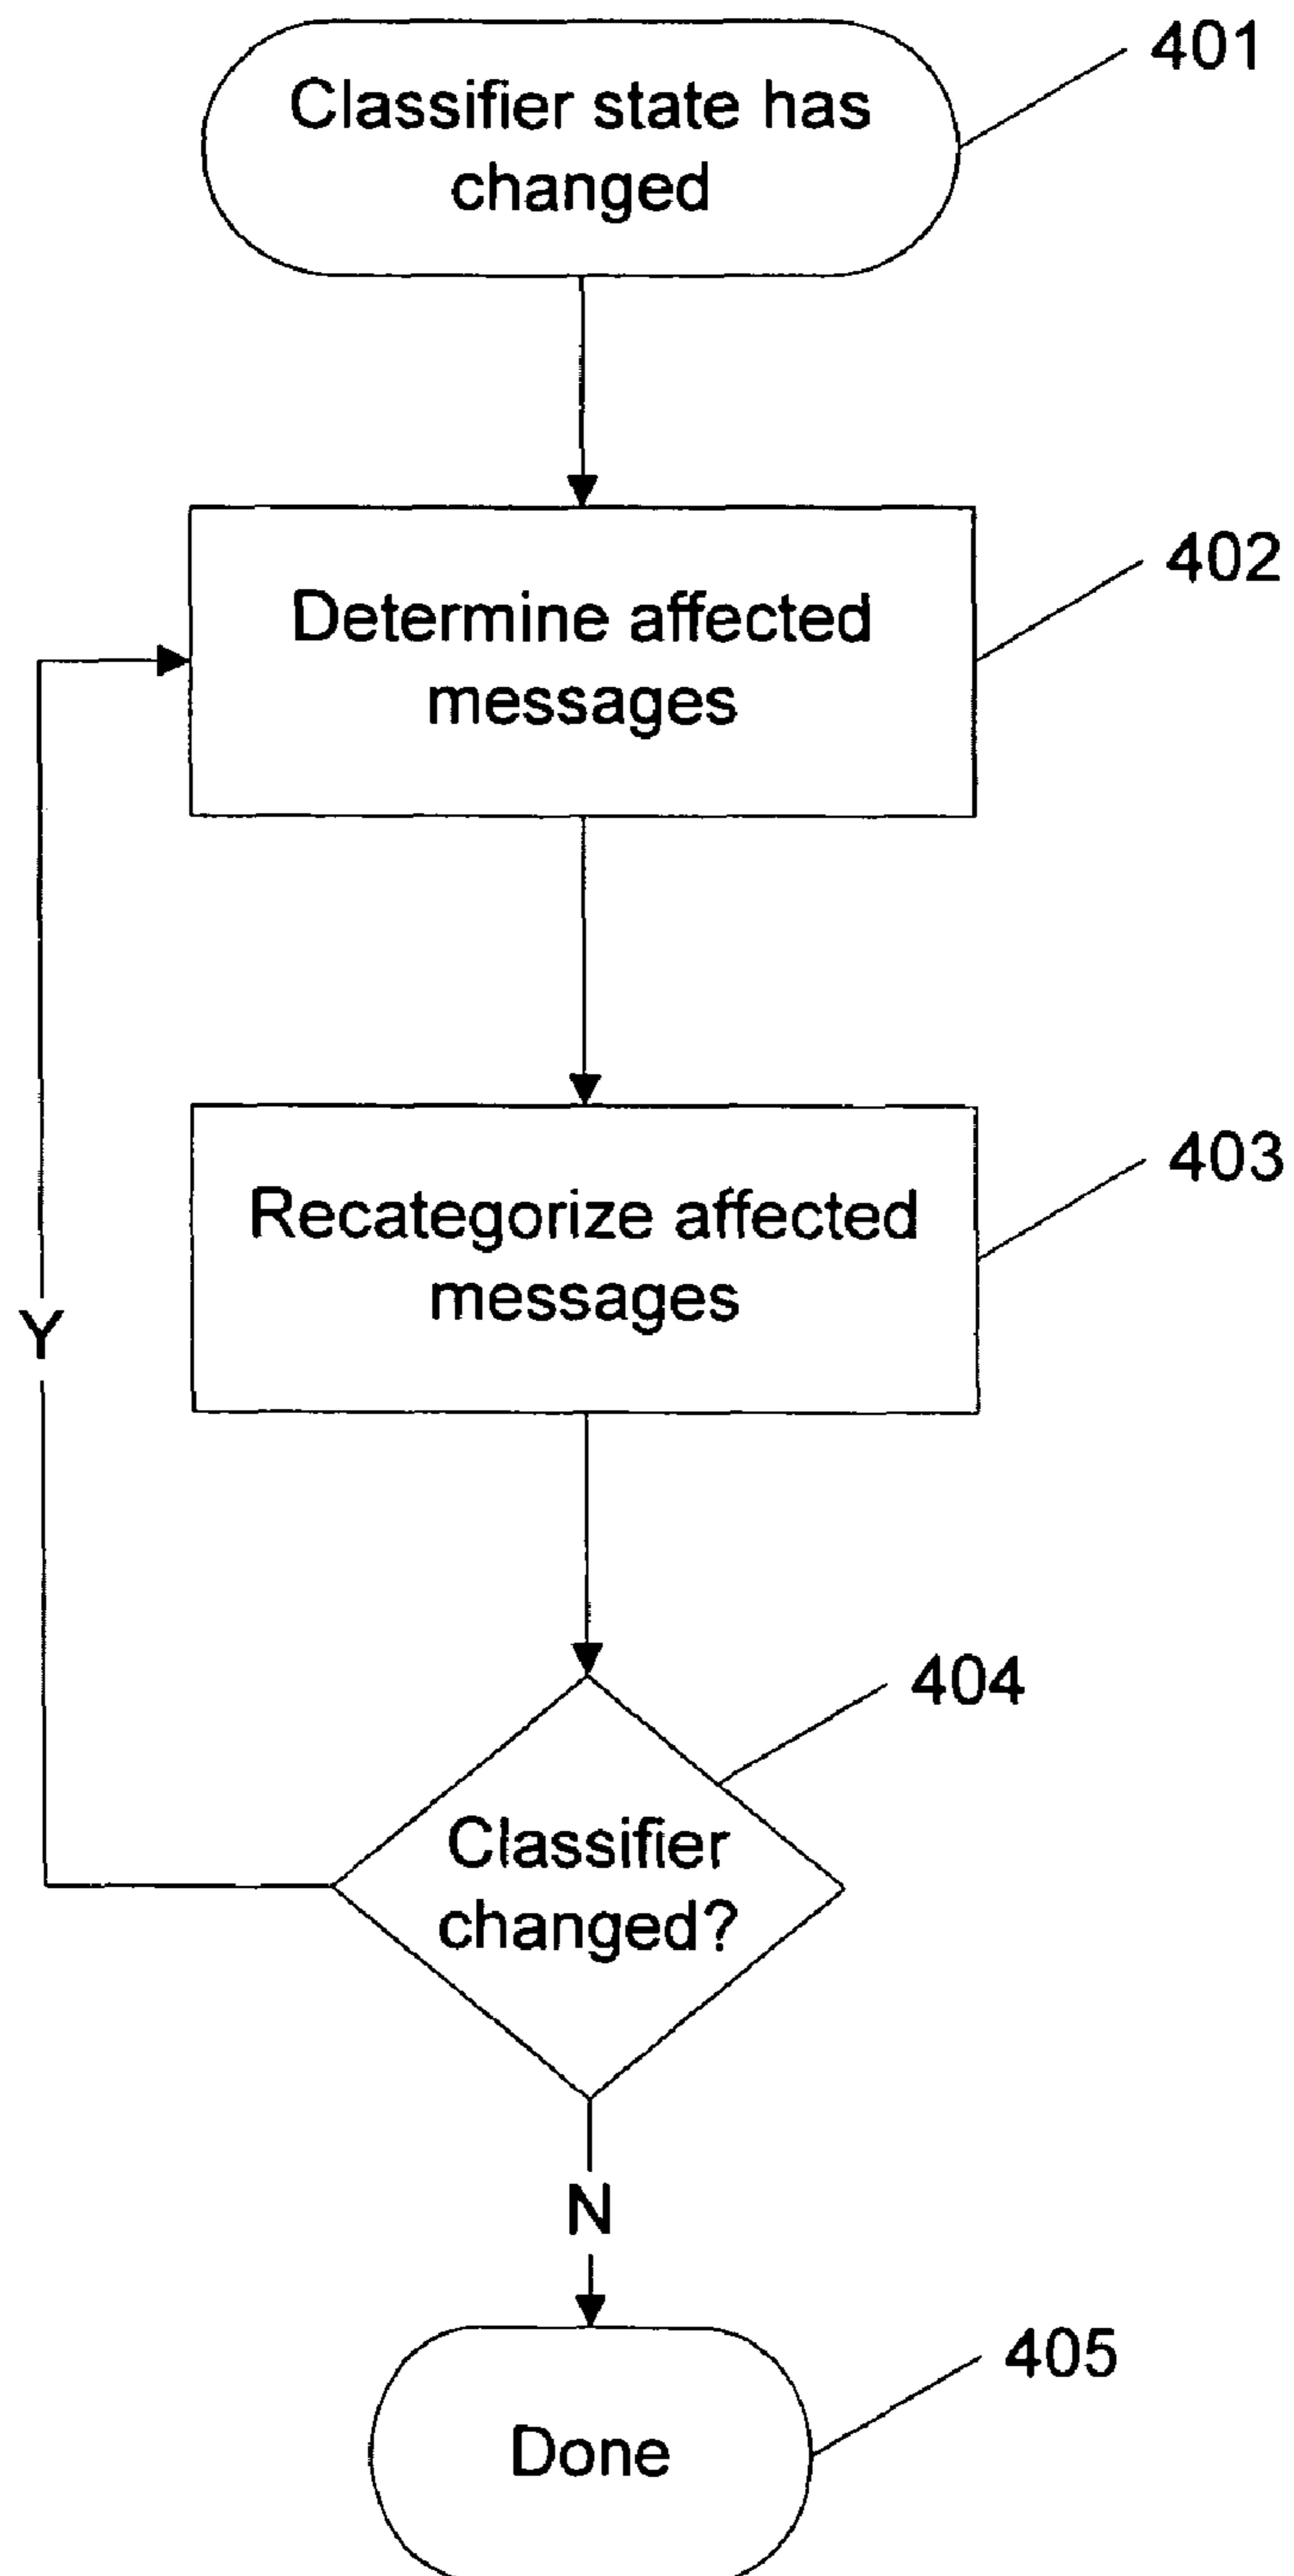 Classifier state has
changed
401
Determine affected
messages
402
Recategorize affected
messages
403
Y
Classifier
changed?
404
N
Done
405